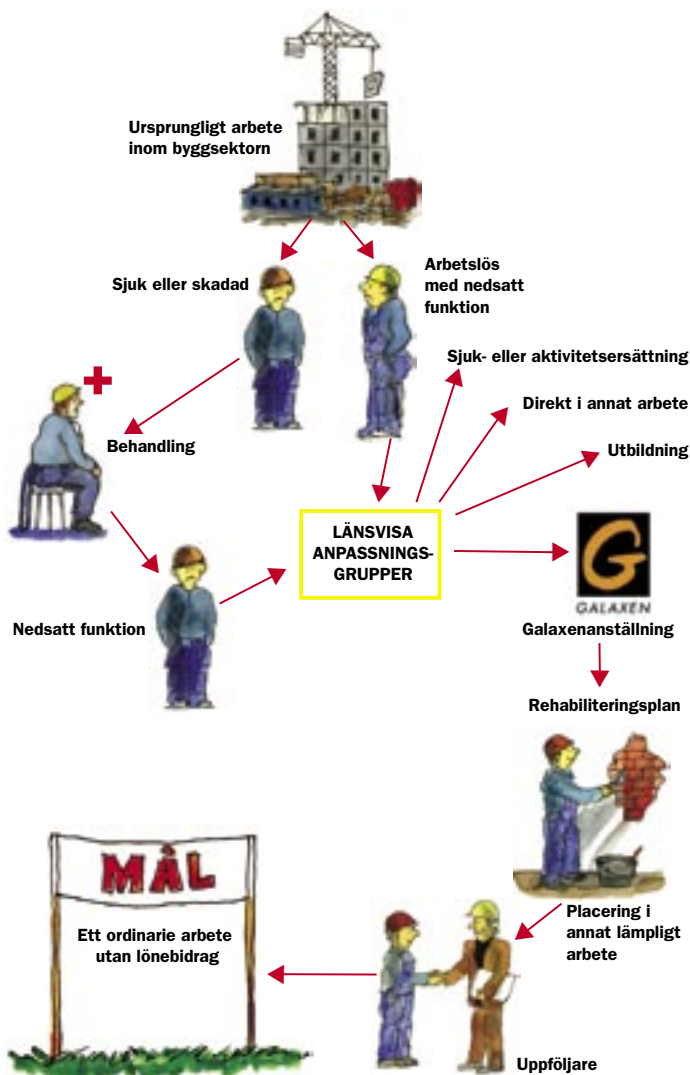 Ursprungligt arbete
inom byggsektorn
Sjuk eller skadad
Arbetslös
med nedsatt
funktion
Sjuk- eller aktivitetsersättning
Direkt i annat arbete
Utbildning
Behandling
LÄNSVISA
ANPASSNINGS-
GRUPPER
G
GALAXEN
Galaxenanställning
Nedsatt funktion
Rehabiliteringsplan
Placering i
annat lämpligt
arbete
MÅL
Ett ordinarie arbete
utan lönebidrag
Uppföljare